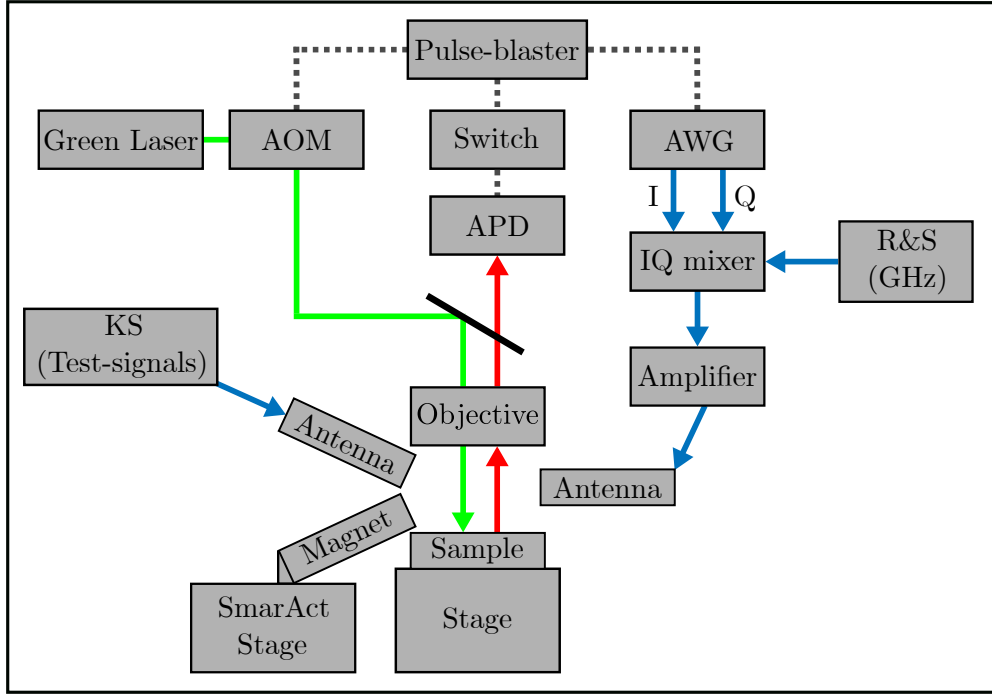 Pulse-blaster
Green Laser
AOM
Switch
AWG
I
Q
APD
IQ mixer
R&S
(GHz)
KS
(Test-signals)
Amplifier
Objective
Antenna
Antenna
Magnet
Sample
SmarAct
Stage
Stage